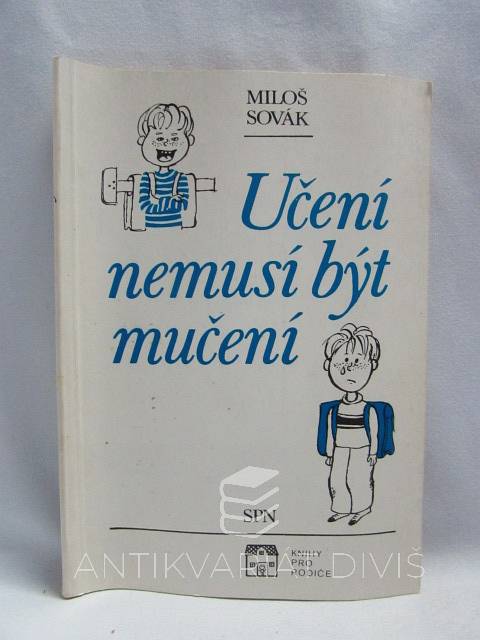 MILOŠ
SOVÁK
Učení
nemusí být
mučení
SPN
ANTIKVARIÁT DIVIŠ
KNIHY
PRO
RODIČE